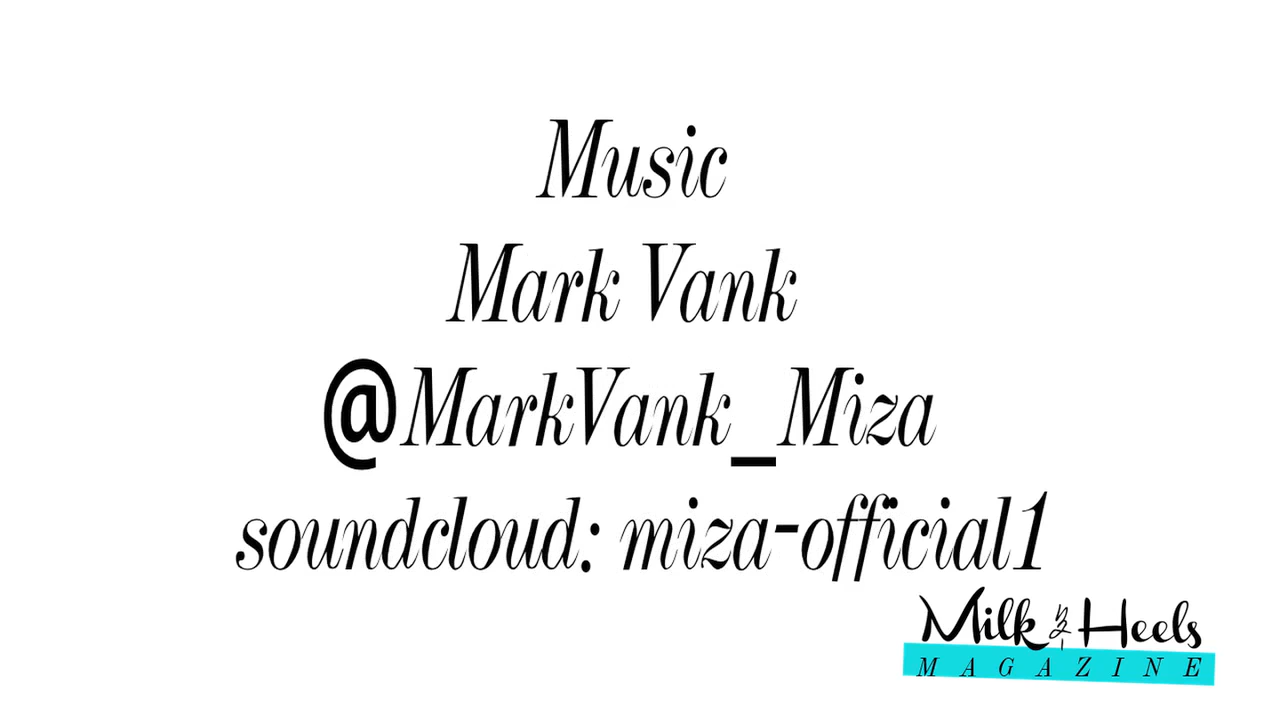 Music
Mark Vank
@MarkVank_Miza
soundcloud: miza-official1
Milk & Heels
MAGAZINE